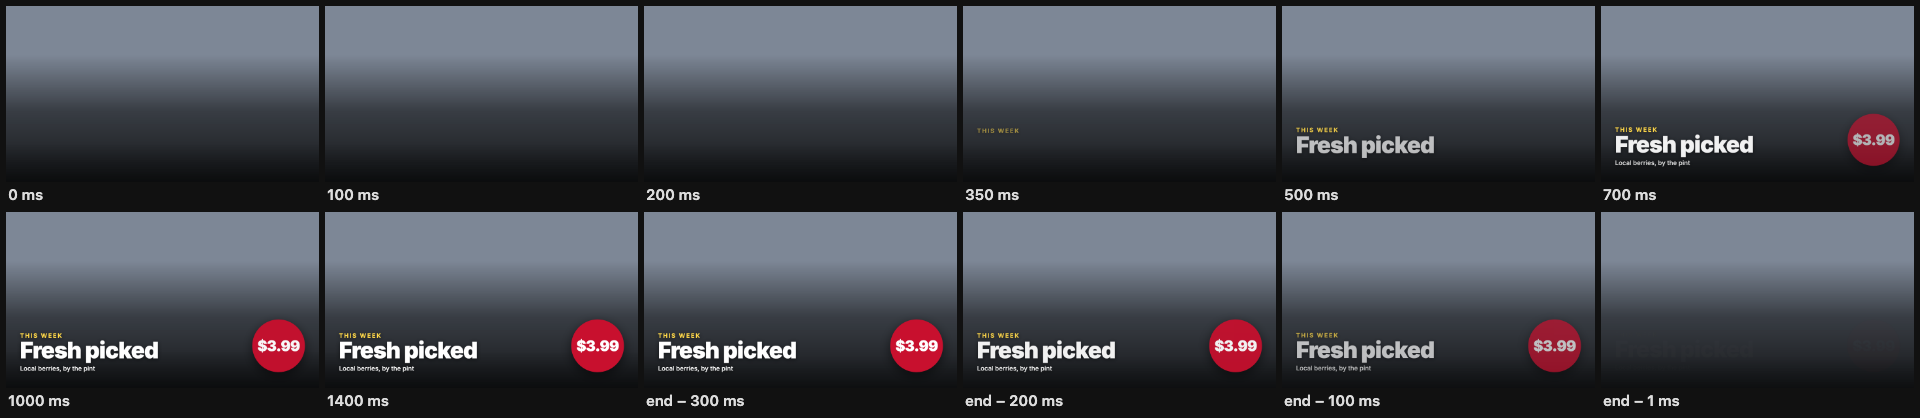 0 ms
100 ms
200 ms
THIS WEEK
350 ms
THIS WEEK
Fresh picked
500 ms
THIS WEEK
Fresh picked
Local berries, by the pint
$3.99
700 ms
THIS WEEK
Fresh picked
Local berries, by the pint
$3.99
1000 ms
THIS WEEK
Fresh picked
Local berries, by the pint
$3.99
1400 ms
THIS WEEK
Fresh picked
Local berries, by the pint
$3.99
end – 300 ms
THIS WEEK
Fresh picked
Local berries, by the pint
$3.99
end – 200 ms
THIS WEEK
Fresh picked
Local berries, by the pint
$3.99
end – 100 ms
end – 1 ms